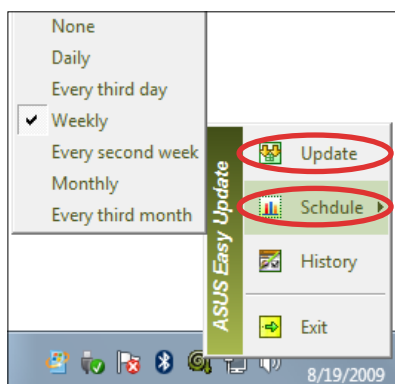 None
Daily
Every third day
Weekly
Every second week
Monthly
Every third month
ASUS Easy Update
Update
Schdule
History
Exit
8/19/2009